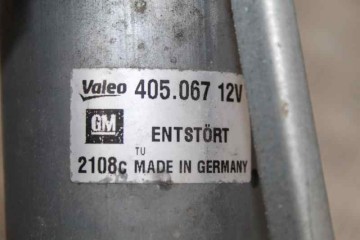 Valeo 405.067 12V
GM ENTSTÖRT
TU
2108c MADE IN GERMANY